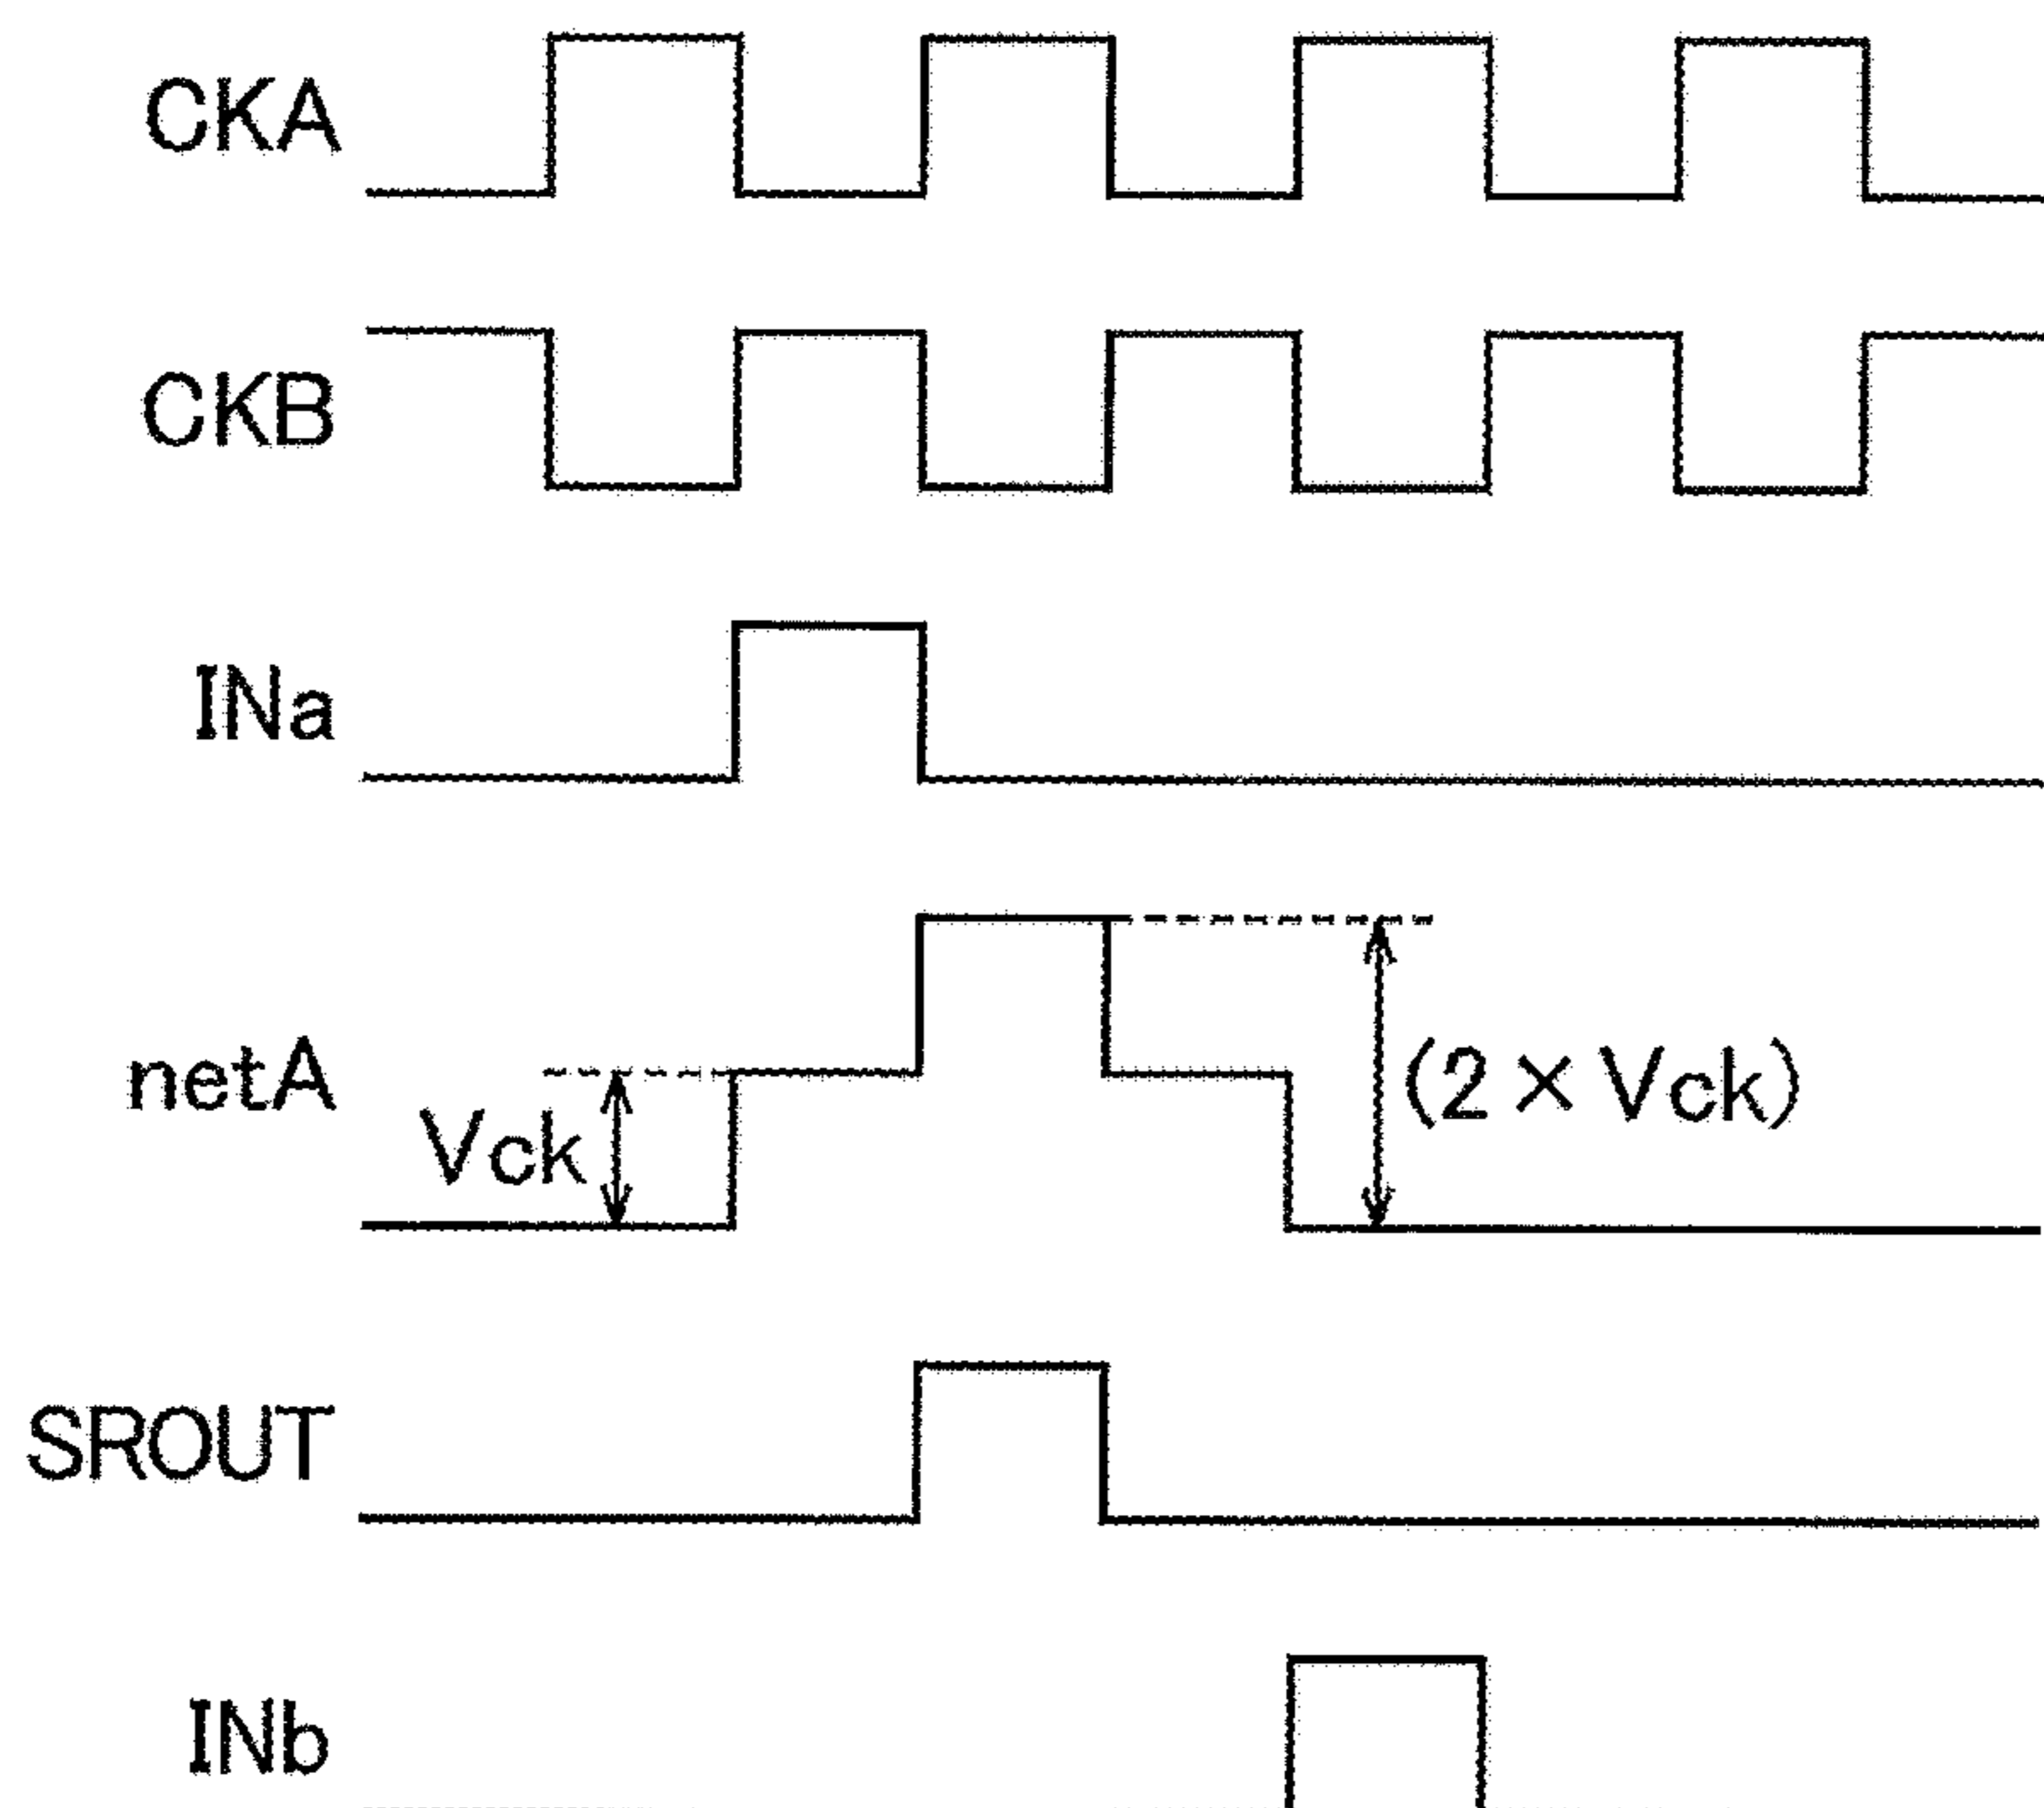 CKA
CKB
INa
netA
Vck
(2×Vck)
SROUT
INb